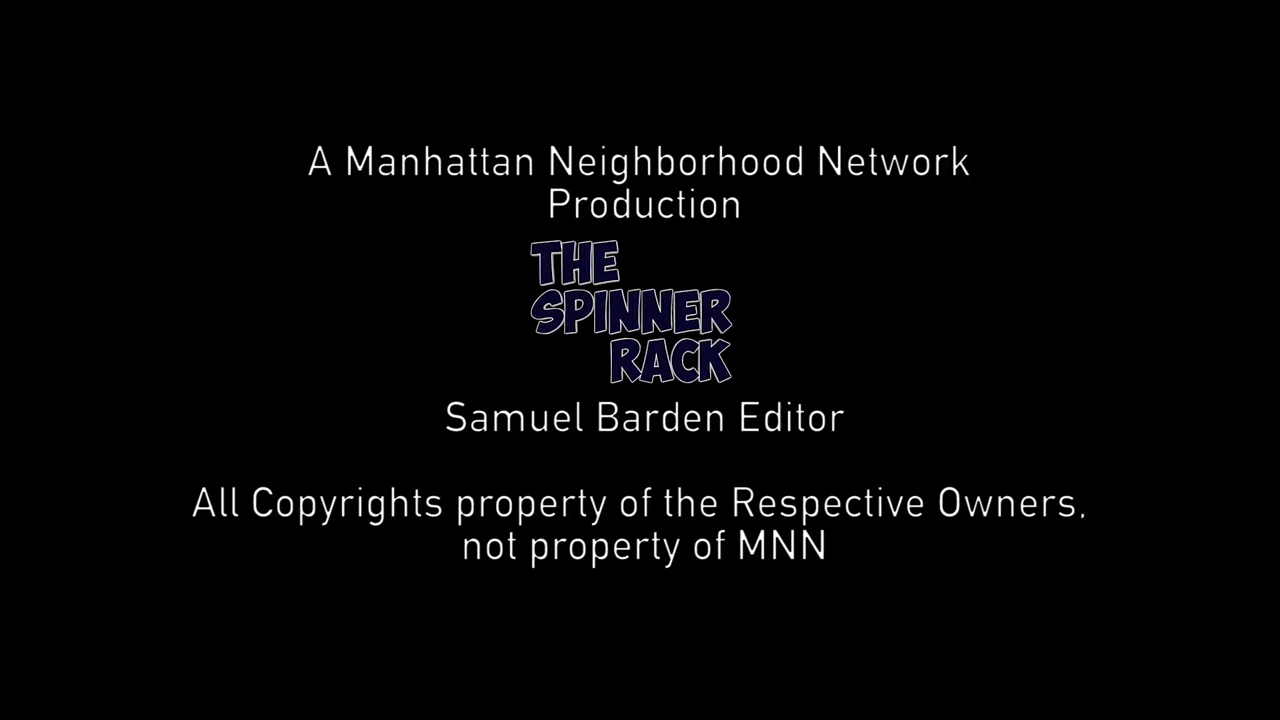 A Manhattan Neighborhood Network
Production
THE
SPINNER
RACK
Samuel Barden Editor
All Copyrights property of the Respective Owners,
not property of MNN